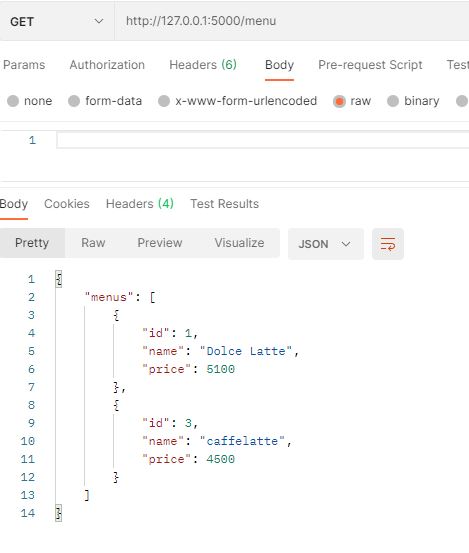 GET http://127.0.0.1:5000/menu
Params Authorization Headers (6) Body Pre-request Script Test
none form-data x-www-form-urlencoded raw binary
1
Body Cookies Headers (4) Test Results
Pretty Raw Preview Visualize JSON
1 {
2 "menus": [
3 {
4 "id": 1,
5 "name": "Dolce Latte",
6 "price": 5100
7 },
8 {
9 "id": 3,
10 "name": "caffelatte",
11 "price": 4500
12 }
13 ]
14 }